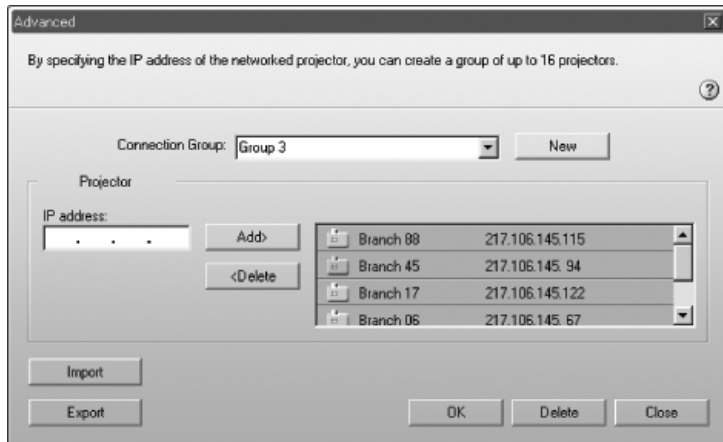 Advanced
By specifying the IP address of the networked projector, you can create a group of up to 16 projectors.
?
Connection Group: Group 3 New
Projector
IP address:
. . .
Add>
<Delete
Branch 88 217.106.145.115
Branch 45 217.106.145. 94
Branch 17 217.106.145.122
Branch 06 217.106.145. 67
Import
Export
OK Delete Close